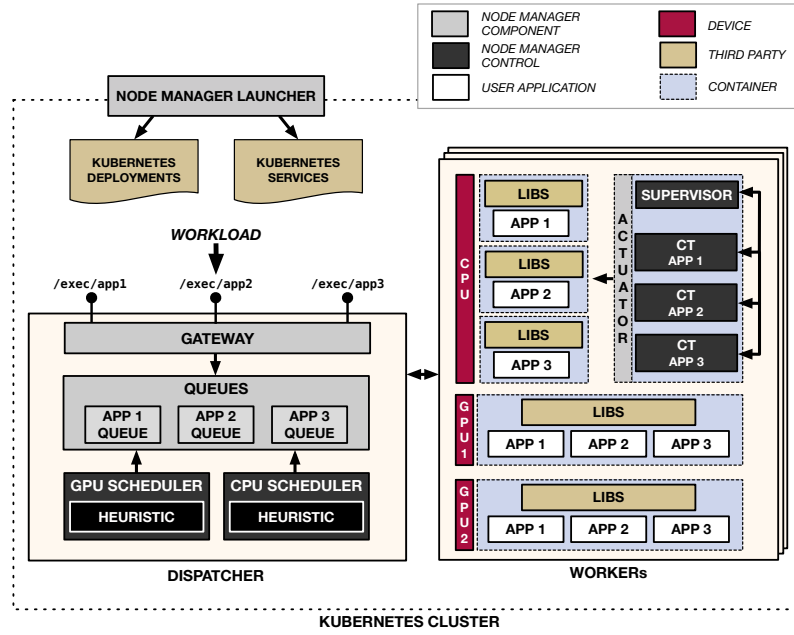 NODE MANAGER
COMPONENT
NODE MANAGER
CONTROL
USER APPLICATION
DEVICE
THIRD PARTY
CONTAINER
NODE MANAGER LAUNCHER
KUBERNETES
DEPLOYMENTS
KUBERNETES
SERVICES
WORKLOAD
/exec/app1
/exec/app2
/exec/app3
GATEWAY
QUEUES
APP 1
QUEUE
APP 2
QUEUE
APP 3
QUEUE
GPU SCHEDULER
HEURISTIC
CPU SCHEDULER
HEURISTIC
DISPATCHER
CPU
LIBS
APP 1
LIBS
APP 2
LIBS
APP 3
ACTUATOR
SUPERVISOR
CT
APP 1
CT
APP 2
CT
APP 3
GPU1
LIBS
APP 1
APP 2
APP 3
GPU2
LIBS
APP 1
APP 2
APP 3
WORKERs
KUBERNETES CLUSTER